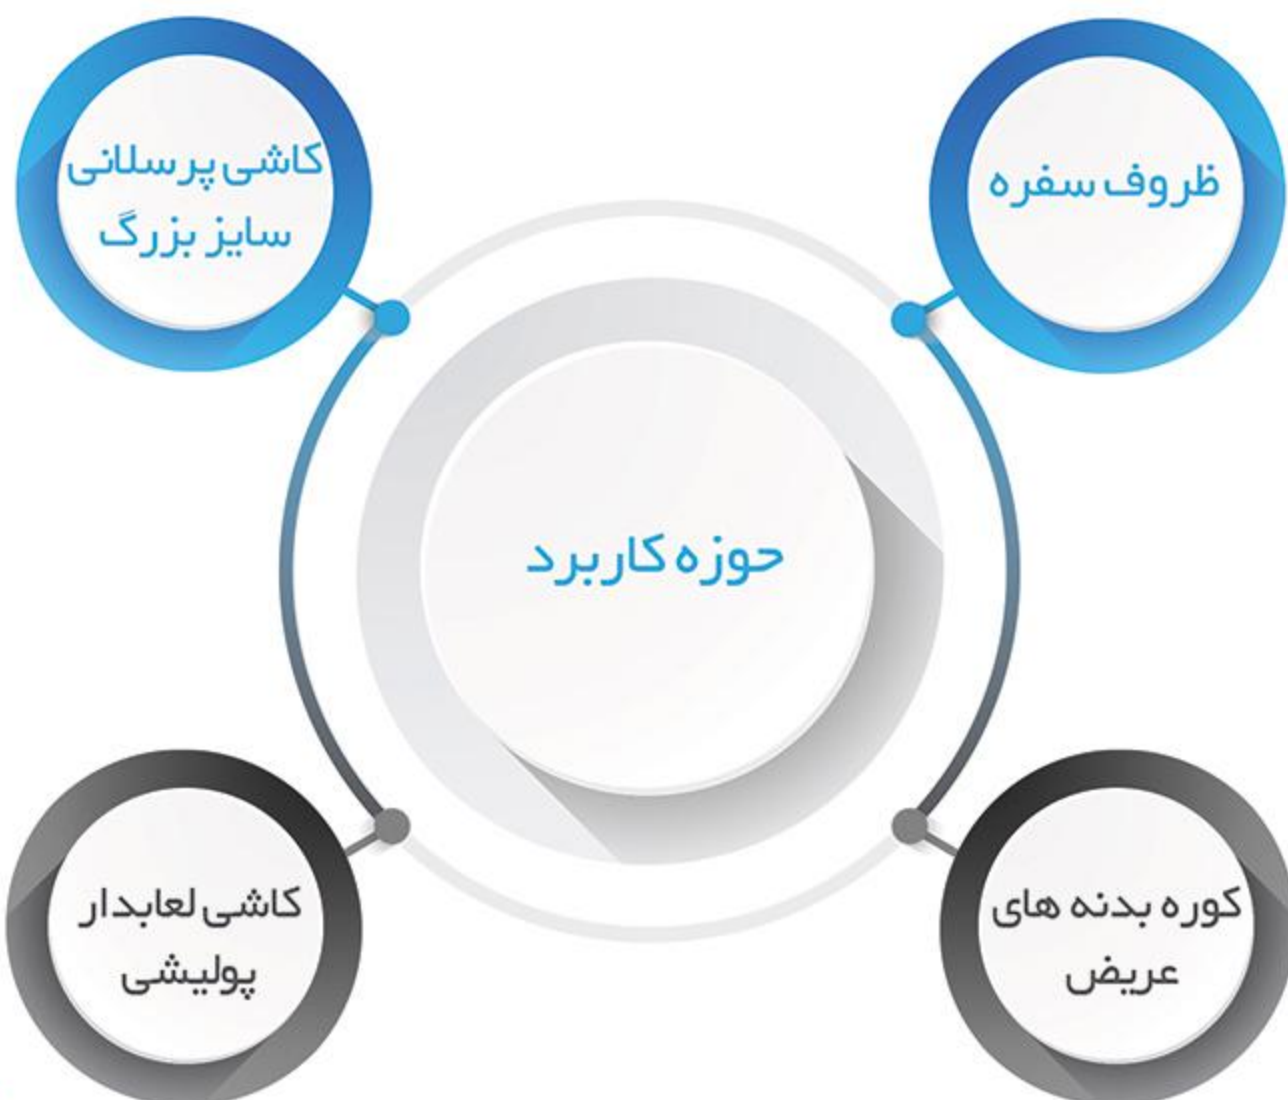 ظروف سفره
کاشی پرسلانی
سایز بزرگ
حوزه کاربرد
کوره بدنه های
عریض
کاشی لعابدار
پولیشی